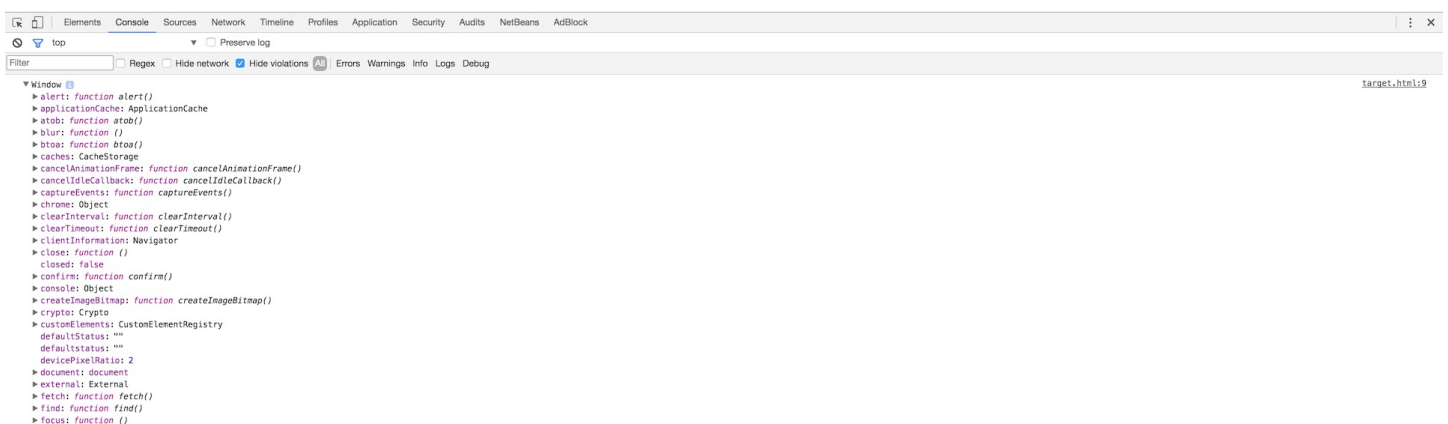 Elements Console Sources Network Timeline Profiles Application Security Audits NetBeans AdBlock
top Preserve log
Filter Regex Hide network Hide violations All Errors Warnings Info Logs Debug
Window target.html:9
alert: function alert()
applicationCache: ApplicationCache
atob: function atob()
blur: function ()
btoa: function btoa()
caches: CacheStorage
cancelAnimationFrame: function cancelAnimationFrame()
cancelIdleCallback: function cancelIdleCallback()
captureEvents: function captureEvents()
chrome: Object
clearInterval: function clearInterval()
clearTimeout: function clearTimeout()
clientInformation: Navigator
close: function ()
closed: false
confirm: function confirm()
console: Object
createImageBitmap: function createImageBitmap()
crypto: Crypto
customElements: CustomElementRegistry
defaultStatus: ""
defaultstatus: ""
devicePixelRatio: 2
document: document
external: External
fetch: function fetch()
find: function find()
focus: function ()